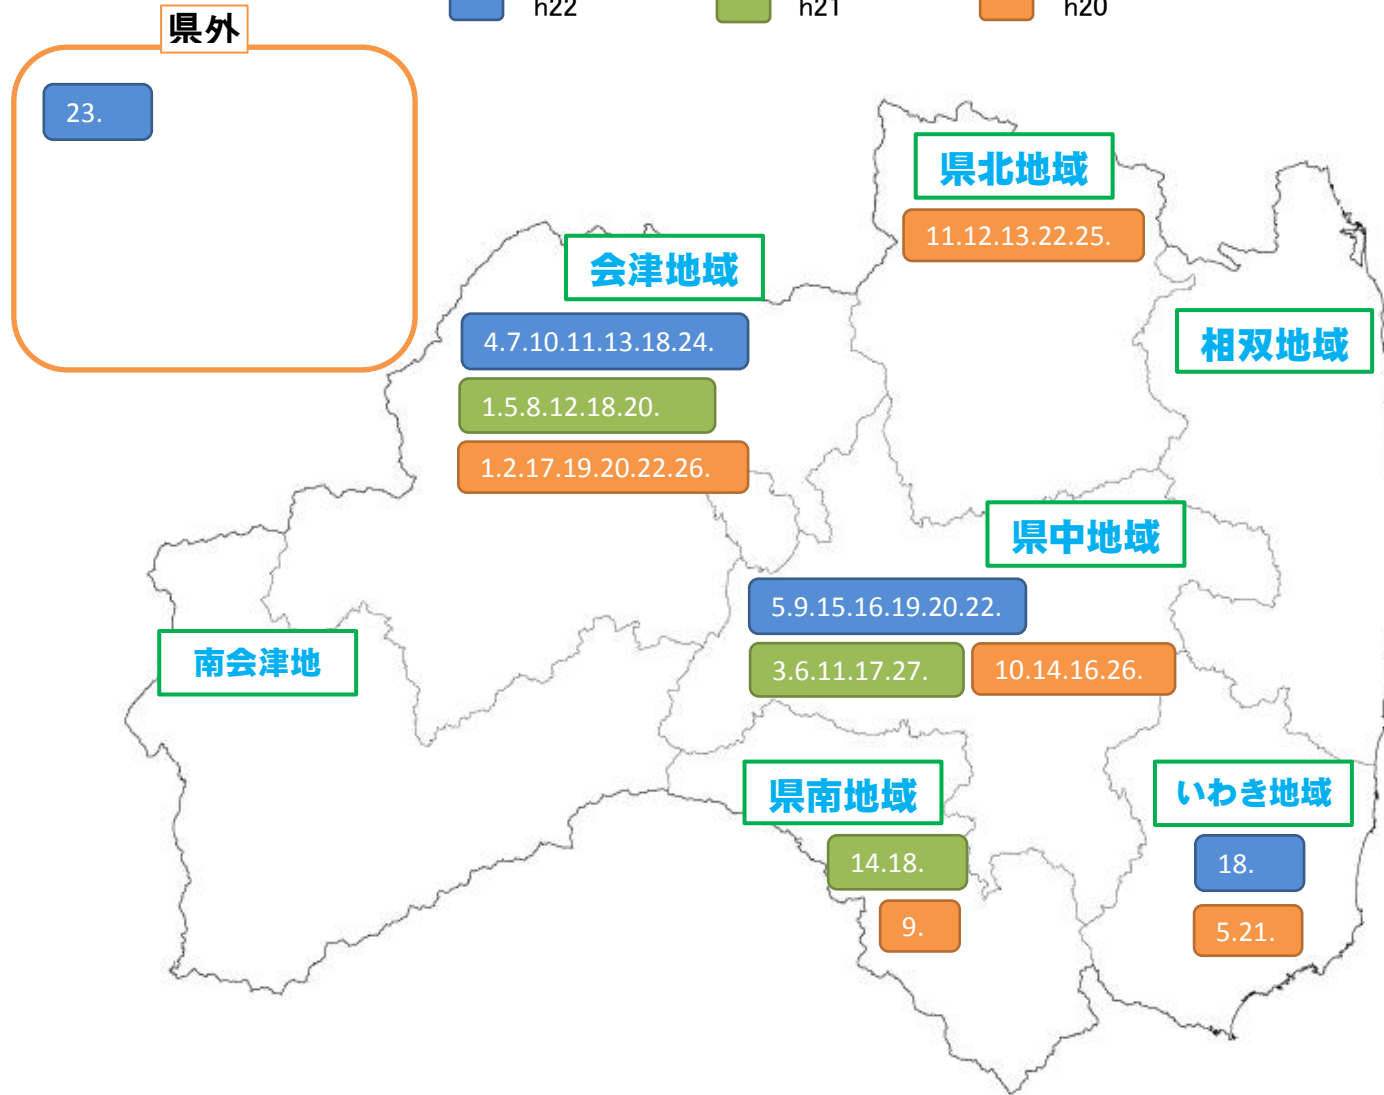 h22
h21
h20
県外
23.
県北地域
11.12.13.22.25.
会津地域
4.7.10.11.13.18.24.
1.5.8.12.18.20.
1.2.17.19.20.22.26.
相双地域
県中地域
5.9.15.16.19.20.22.
3.6.11.17.27.
10.14.16.26.
南会津地
県南地域
14.18.
9.
いわき地域
18.
5.21.